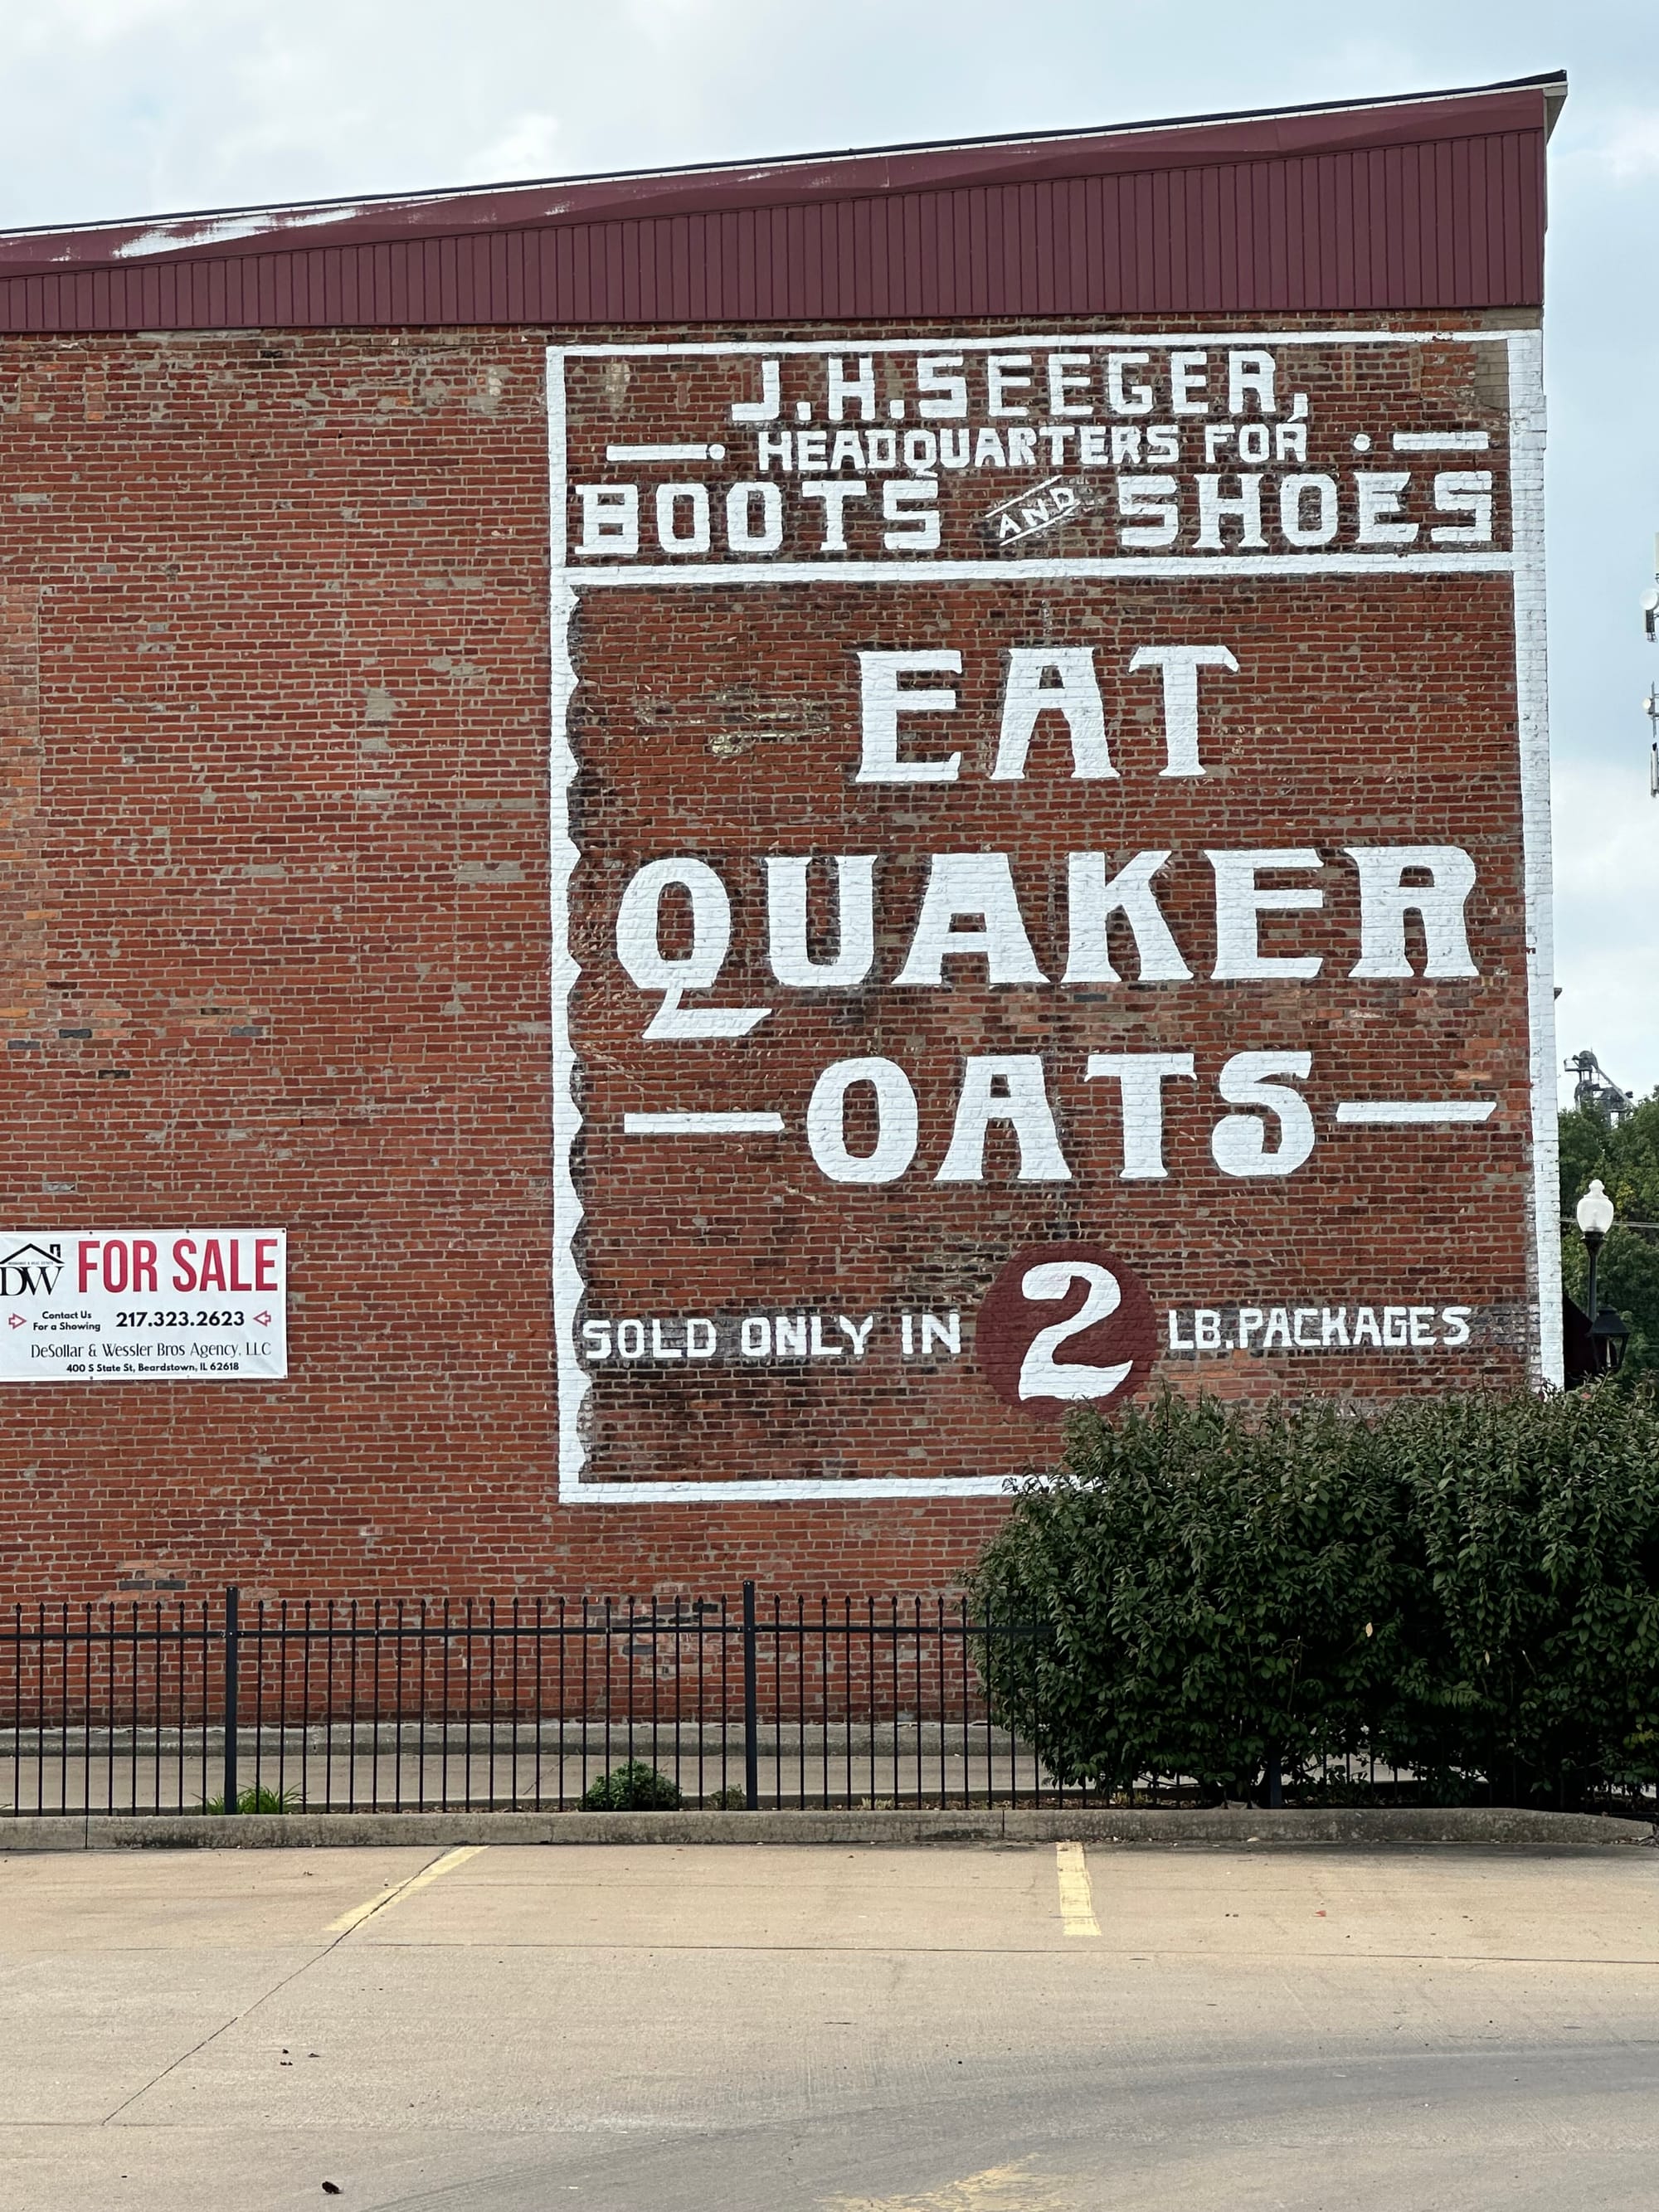 J.H.SEEGER,
HEADQUARTERS FOR
BOOTS AND SHOES
EAT
QUAKER
OATS
SOLD ONLY IN 2 LB.PACKAGES
DW FOR SALE
Contact Us
For a Showing 217.323.2623
DeSollar & Wessler Bros Agency, LLC
400 S State St, Beardstown, IL 62618